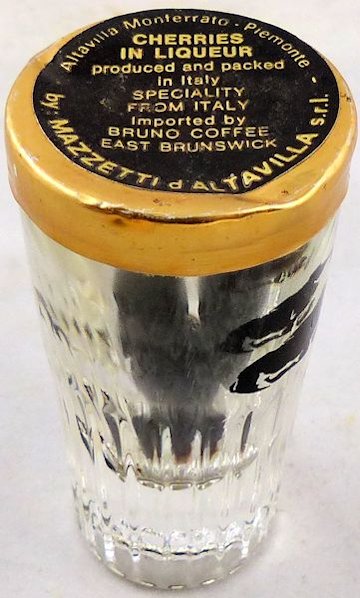 Altavilla Monferrato - Piemonte -
CHERRIES
IN LIQUEUR
produced and packed
in Italy
SPECIALITY
FROM ITALY
Imported by
BRUNO COFFEE
EAST BRUNSWICK
by: MAZZETTI d'ALTAVILLA s.r.l.